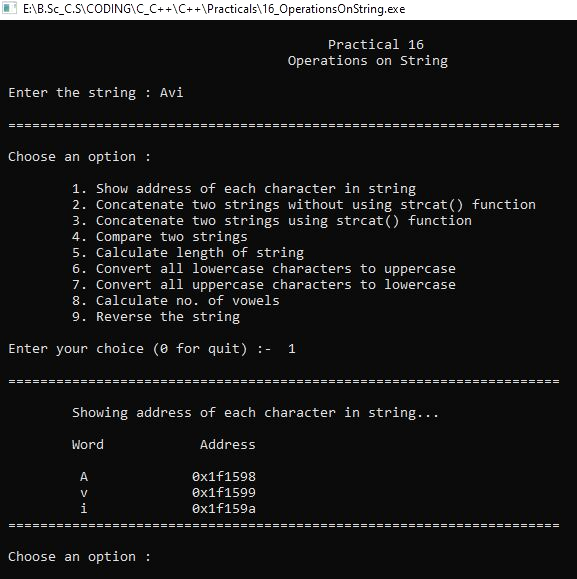 E:\B.Sc_C.S\CODING\C_C++\C++\Practicals\16_OperationsOnString.exe
Practical 16
Operations on String
Enter the string : Avi
=====================================================================
Choose an option :
1. Show address of each character in string
2. Concatenate two strings without using strcat() function
3. Concatenate two strings using strcat() function
4. Compare two strings
5. Calculate length of string
6. Convert all lowercase characters to uppercase
7. Convert all uppercase characters to lowercase
8. Calculate no. of vowels
9. Reverse the string
Enter your choice (0 for quit) :-  1
=====================================================================
Showing address of each character in string...
Word Address
A 0x1f1598
v 0x1f1599
i 0x1f159a
=====================================================================
Choose an option :